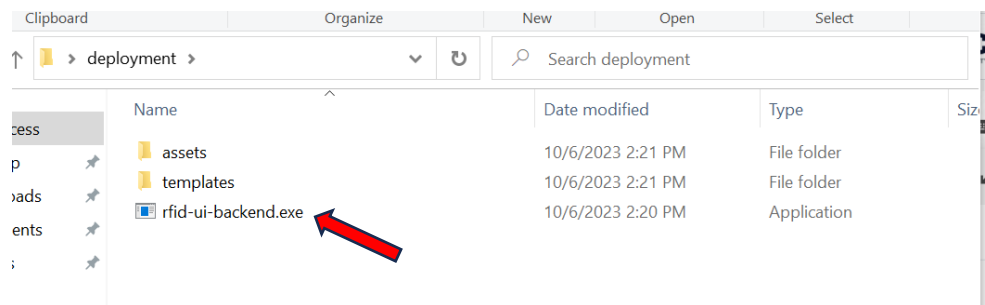 Clipboard Organize New Open Select
deployment
Search deployment
Name Date modified Type
assets 10/6/2023 2:21 PM File folder
templates 10/6/2023 2:21 PM File folder
rfid-ui-backend.exe 10/6/2023 2:20 PM Application